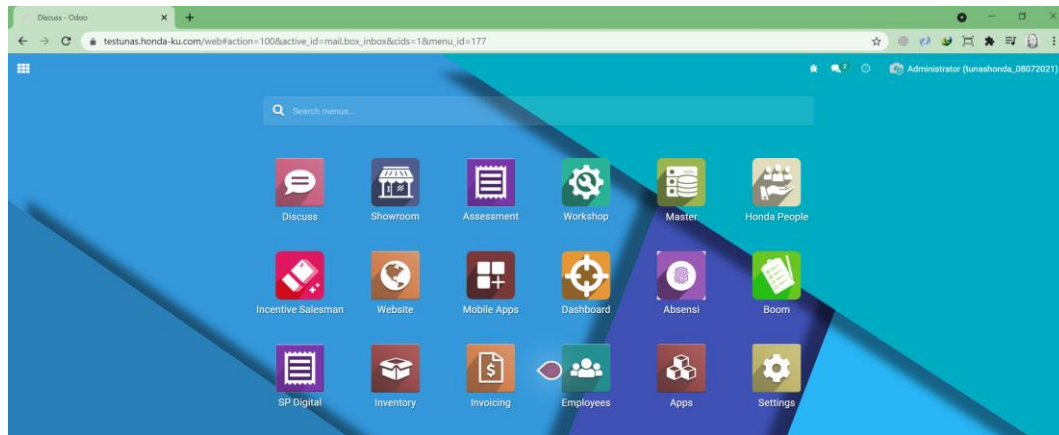 Discuss - Odoo
testunas.honda-ku.com/web#action=100&active_id=mail.box_inbox&cids=1&menu_id=177
2
Administrator (tunashonda_08072021)
Search menus...
Discuss
Showroom
Assessment
Workshop
Master
Honda People
Incentive Salesman
Website
Mobile Apps
Dashboard
Absensi
Boom
SP Digital
Inventory
Invoicing
Employees
Apps
Settings